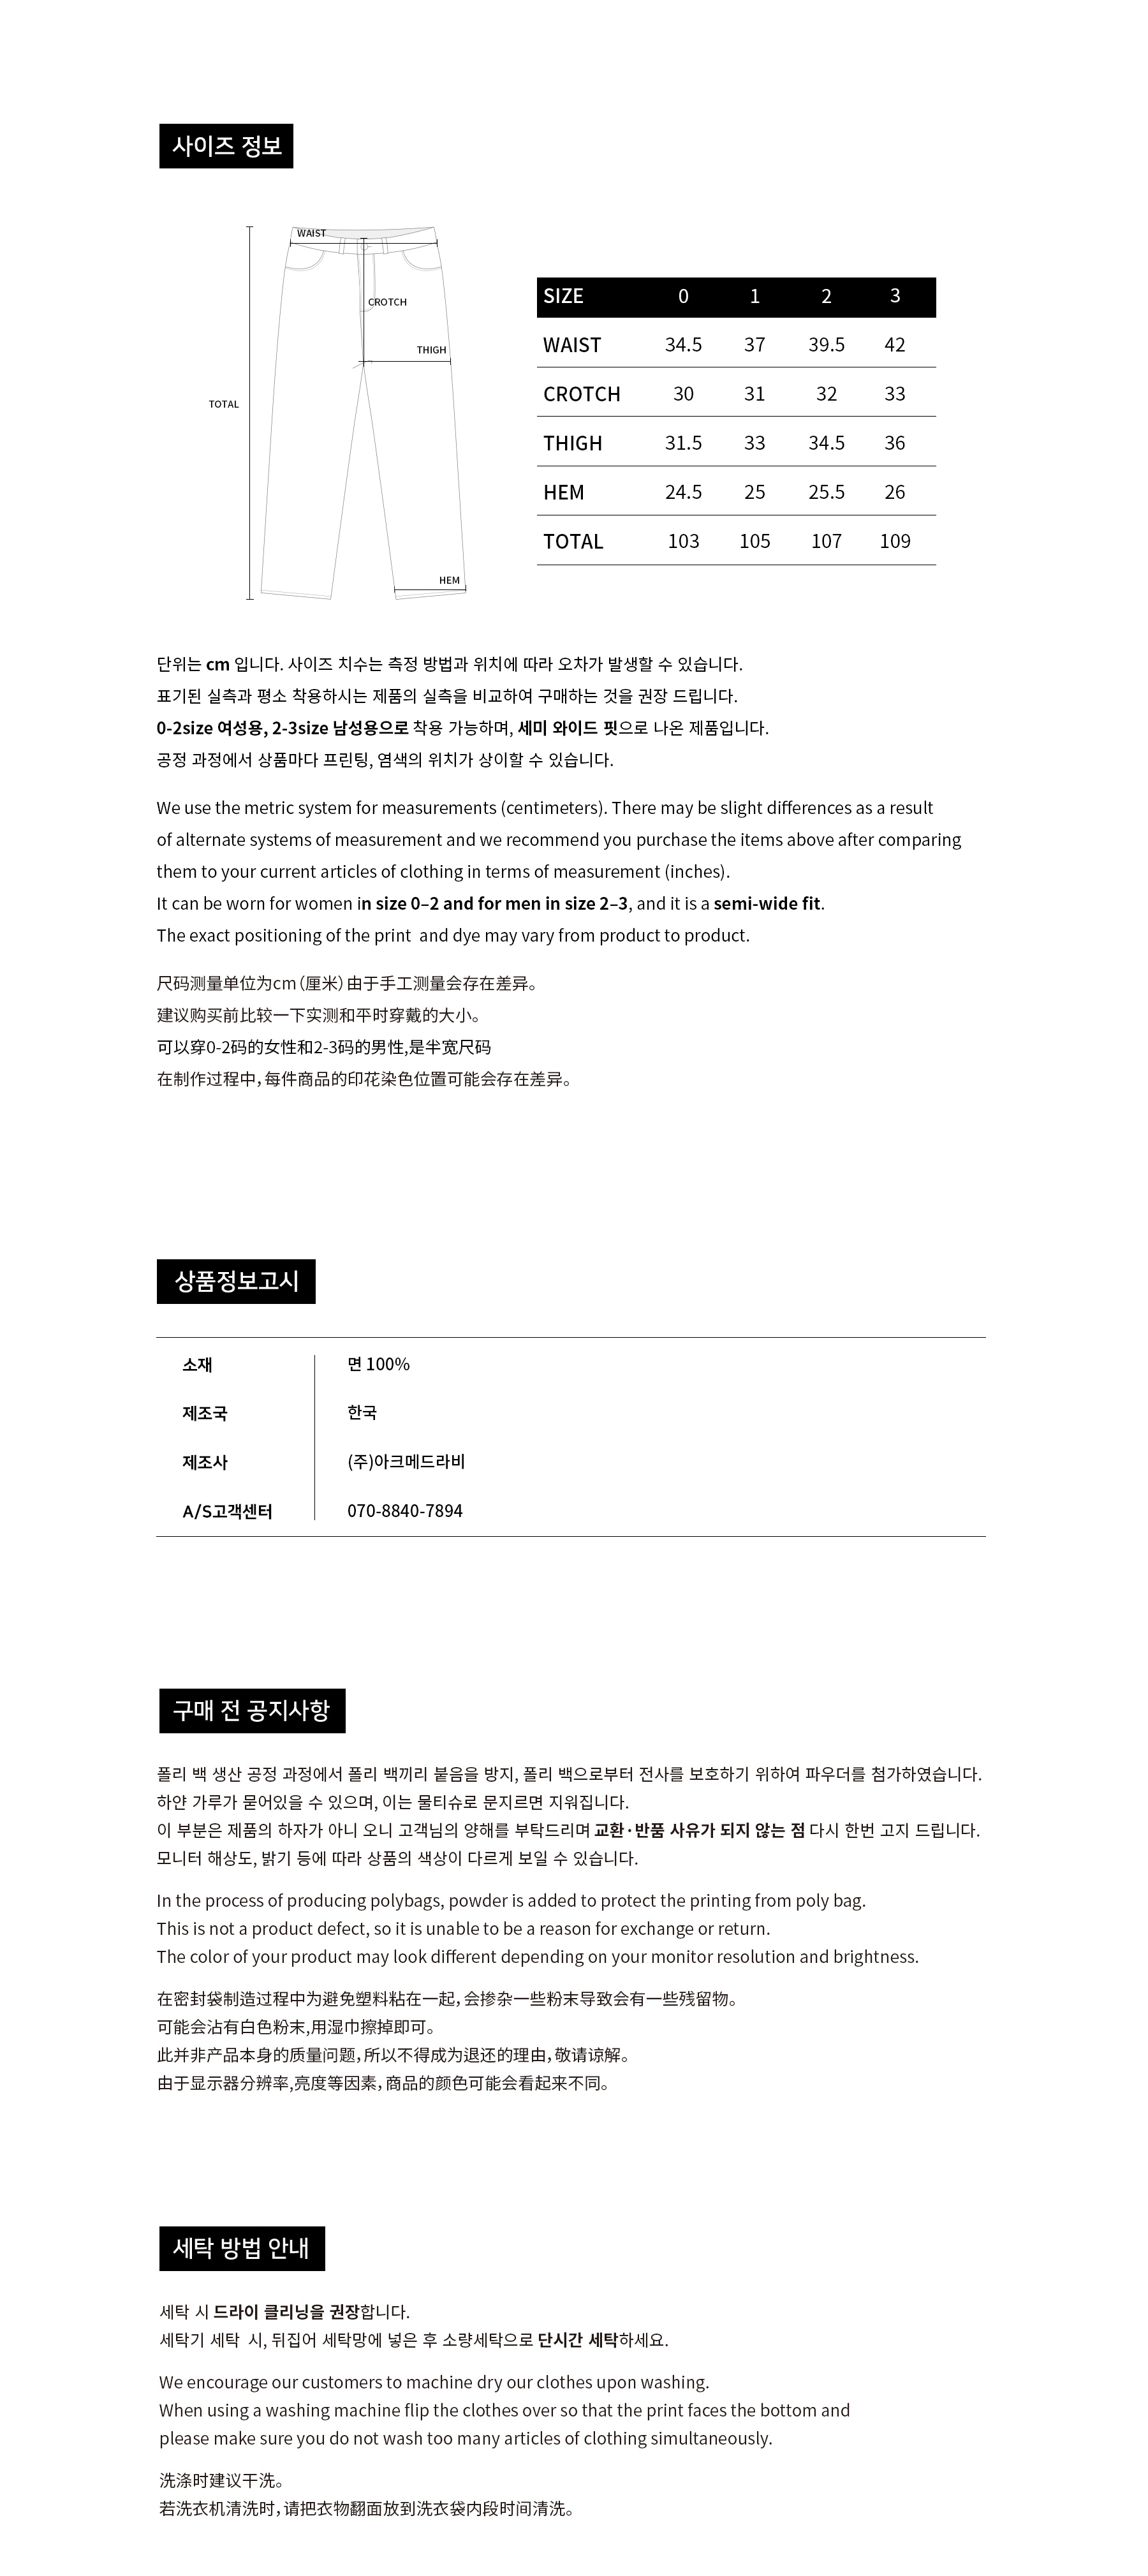 사이즈 정보
WAIST
CROTCH
THIGH
TOTAL
HEM
SIZE 0 1 2 3
WAIST 34.5 37 39.5 42
CROTCH 30 31 32 33
THIGH 31.5 33 34.5 36
HEM 24.5 25 25.5 26
TOTAL 103 105 107 109
단위는 cm 입니다. 사이즈 치수는 측정 방법과 위치에 따라 오차가 발생할 수 있습니다.
표기된 실측과 평소 착용하시는 제품의 실측을 비교하여 구매하는 것을 권장 드립니다.
0-2size 여성용, 2-3size 남성용으로 착용 가능하며, 세미 와이드 핏으로 나온 제품입니다.
공정 과정에서 상품마다 프린팅, 염색의 위치가 상이할 수 있습니다.
We use the metric system for measurements (centimeters). There may be slight differences as a result
of alternate systems of measurement and we recommend you purchase the items above after comparing
them to your current articles of clothing in terms of measurement (inches).
It can be worn for women in size 0–2 and for men in size 2–3, and it is a semi-wide fit.
The exact positioning of the print  and dye may vary from product to product.
尺码测量单位为cm（厘米）由于手工测量会存在差异。
建议购买前比较一下实测和平时穿戴的大小。
可以穿0-2码的女性和2-3码的男性,是半宽尺码
在制作过程中，每件商品的印花染色位置可能会存在差异。
상품정보고시
소재 면 100%
제조국 한국
제조사 (주)아크메드라비
A/S고객센터 070-8840-7894
구매 전 공지사항
폴리 백 생산 공정 과정에서 폴리 백끼리 붙음을 방지, 폴리 백으로부터 전사를 보호하기 위하여 파우더를 첨가하였습니다.
하얀 가루가 묻어있을 수 있으며, 이는 물티슈로 문지르면 지워집니다.
이 부분은 제품의 하자가 아니 오니 고객님의 양해를 부탁드리며 교환·반품 사유가 되지 않는 점 다시 한번 고지 드립니다.
모니터 해상도, 밝기 등에 따라 상품의 색상이 다르게 보일 수 있습니다.
In the process of producing polybags, powder is added to protect the printing from poly bag.
This is not a product defect, so it is unable to be a reason for exchange or return.
The color of your product may look different depending on your monitor resolution and brightness.
在密封袋制造过程中为避免塑料粘在一起，会掺杂一些粉末导致会有一些残留物。
可能会沾有白色粉末,用湿巾擦掉即可。
此并非产品本身的质量问题，所以不得成为退还的理由，敬请谅解。
由于显示器分辨率,亮度等因素，商品的颜色可能会看起来不同。
세탁 방법 안내
세탁 시 드라이 클리닝을 권장합니다.
세탁기 세탁  시, 뒤집어 세탁망에 넣은 후 소량세탁으로 단시간 세탁하세요.
We encourage our customers to machine dry our clothes upon washing.
When using a washing machine flip the clothes over so that the print faces the bottom and
please make sure you do not wash too many articles of clothing simultaneously.
洗涤时建议干洗。
若洗衣机清洗时，请把衣物翻面放到洗衣袋内段时间清洗。